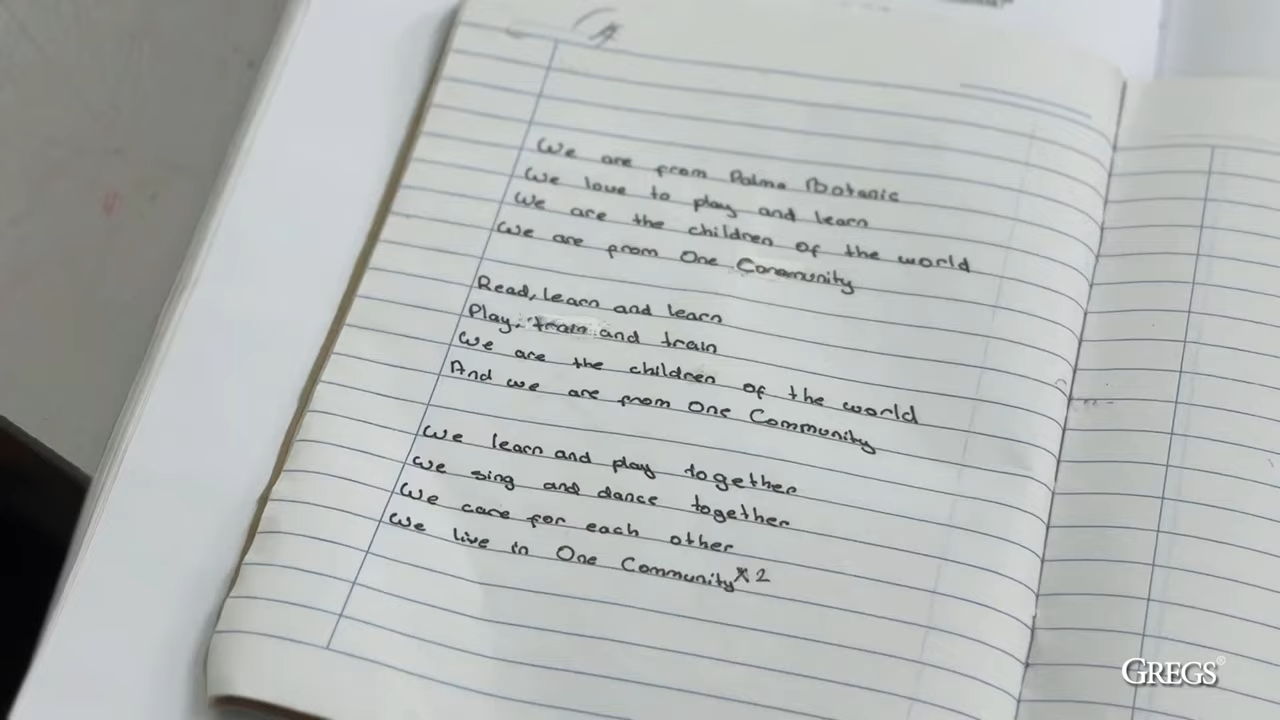 We are from Palma Botanic
We love to play and learn
We are the children of the world
We are from One Community
Read, learn and learn
Play, train and train
We are the children of the world
And we are from One Community
We learn and play together
We sing and dance together
We care for each other
We live in One Community x2
GREGS®